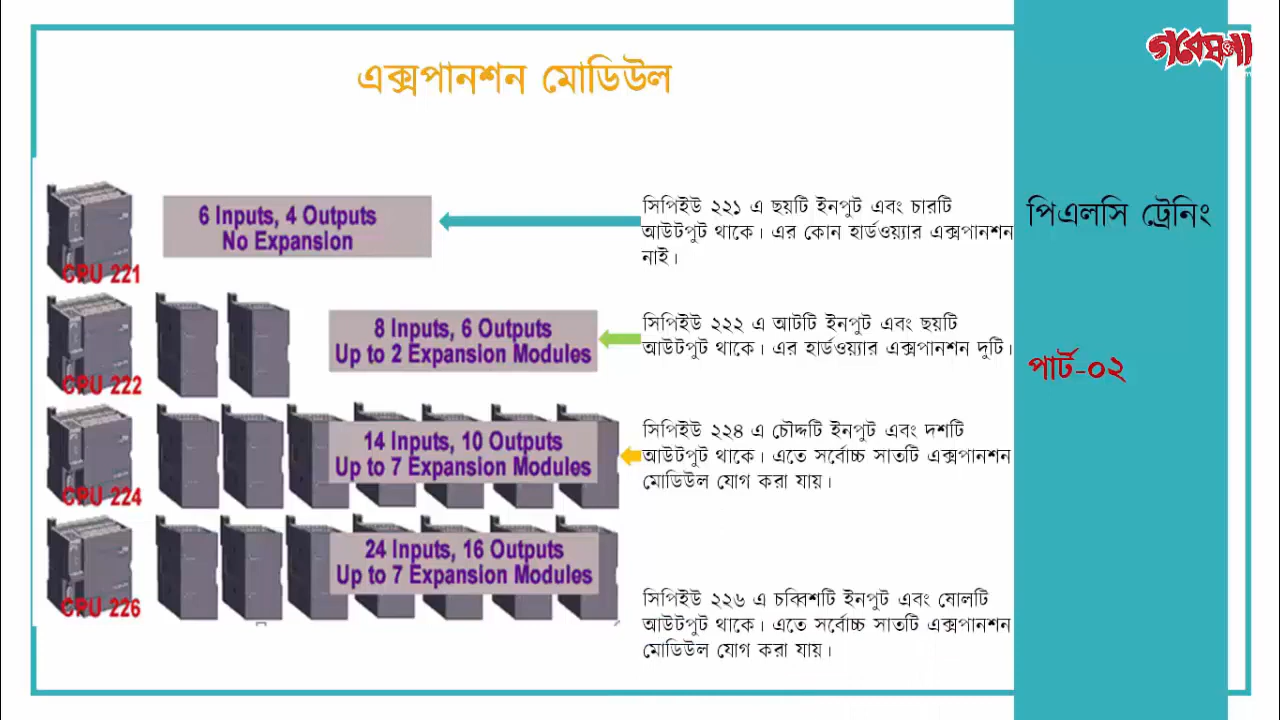 গবেষণা
এক্সপানশন মোডিউল
6 Inputs, 4 Outputs
No Expansion
CPU 221
সিপিইউ ২২১ এ ছয়টি ইনপুট এবং চারটি
আউটপুট থাকে। এর কোন হার্ডওয়্যার এক্সপানশন
নাই।
পিএলসি ট্রেনিং
8 Inputs, 6 Outputs
Up to 2 Expansion Modules
CPU 222
সিপিইউ ২২২ এ আটটি ইনপুট এবং ছয়টি
আউটপুট থাকে। এর হার্ডওয়্যার এক্সপানশন দুটি।
পার্ট-০২
14 Inputs, 10 Outputs
Up to 7 Expansion Modules
CPU 224
সিপিইউ ২২৪ এ চৌদ্দটি ইনপুট এবং দশটি
আউটপুট থাকে। এতে সর্বোচ্চ সাতটি এক্সপানশন
মোডিউল যোগ করা যায়।
24 Inputs, 16 Outputs
Up to 7 Expansion Modules
CPU 226
সিপিইউ ২২৬ এ চব্বিশটি ইনপুট এবং ষোলটি
আউটপুট থাকে। এতে সর্বোচ্চ সাতটি এক্সপানশন
মোডিউল যোগ করা যায়।